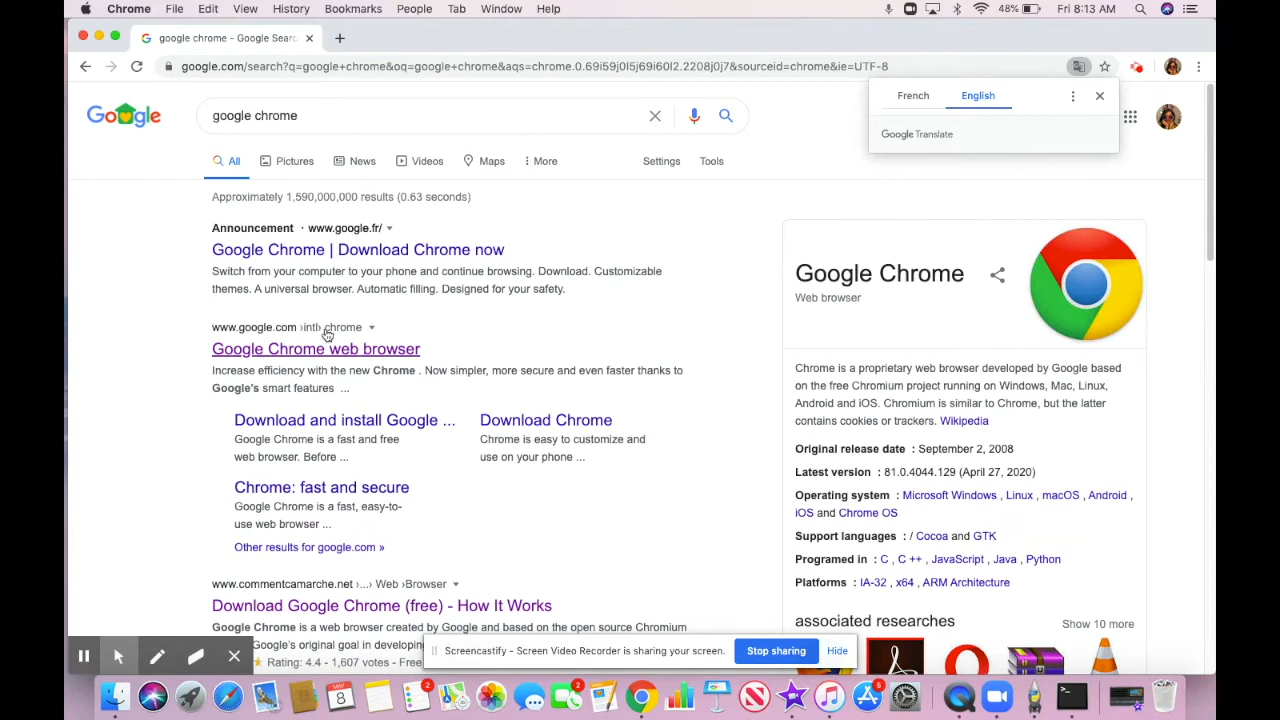 Chrome File Edit View History Bookmarks People Tab Window Help 48% Fri 8:13 AM
google chrome - Google Sear
google.com/search?q=google+chrome&oq=google+chrome&aqs=chrome.0.69i59j0l5j69i60l2.2208j0j7&sourceid=chrome&ie=UTF-8
French English
Google Translate
Google
google chrome
All Pictures News Videos Maps More Settings Tools
Approximately 1,590,000,000 results (0.63 seconds)
Announcement · www.google.fr/
Google Chrome | Download Chrome now
Switch from your computer to your phone and continue browsing. Download. Customizable
themes. A universal browser. Automatic filling. Designed for your safety.
www.google.com ›intl› chrome
Google Chrome web browser
Increase efficiency with the new Chrome . Now simpler, more secure and even faster thanks to
Google's smart features ...
Download and install Google ...
Google Chrome is a fast and free
web browser. Before ...
Download Chrome
Chrome is easy to customize and
use on your phone ...
Chrome: fast and secure
Google Chrome is a fast, easy-to-
use web browser ...
Other results for google.com »
www.commentcamarche.net ›...› Web ›Browser
Download Google Chrome (free) - How It Works
Google Chrome is a web browser created by Google and based on the open source Chromium
Google's original goal in developing
Rating: 4.4 - 1,607 votes - Free
Google Chrome
Web browser
Chrome is a proprietary web browser developed by Google based
on the free Chromium project running on Windows, Mac, Linux,
Android and iOS. Chromium is similar to Chrome, but the latter
contains cookies or trackers. Wikipedia
Original release date : September 2, 2008
Latest version : 81.0.4044.129 (April 27, 2020)
Operating system : Microsoft Windows , Linux , macOS , Android ,
iOS and Chrome OS
Support languages : / Cocoa and GTK
Programed in : C , C ++ , JavaScript , Java , Python
Platforms : IA-32 , x64 , ARM Architecture
associated researches Show 10 more
Screencastify - Screen Video Recorder is sharing your screen. Stop sharing Hide
MAY
8
2
2
5